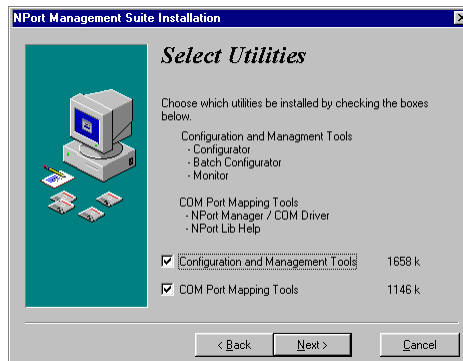 NPort Management Suite Installation
Select Utilities
Choose which utilities be installed by checking the boxes
below.
Configuration and Managment Tools
- Configurator
- Batch Configurator
- Monitor
COM Port Mapping Tools
- NPort Manager / COM Driver
- NPort Lib Help
Configuration and Management Tools 1658 k
COM Port Mapping Tools 1146 k
< Back Next > Cancel